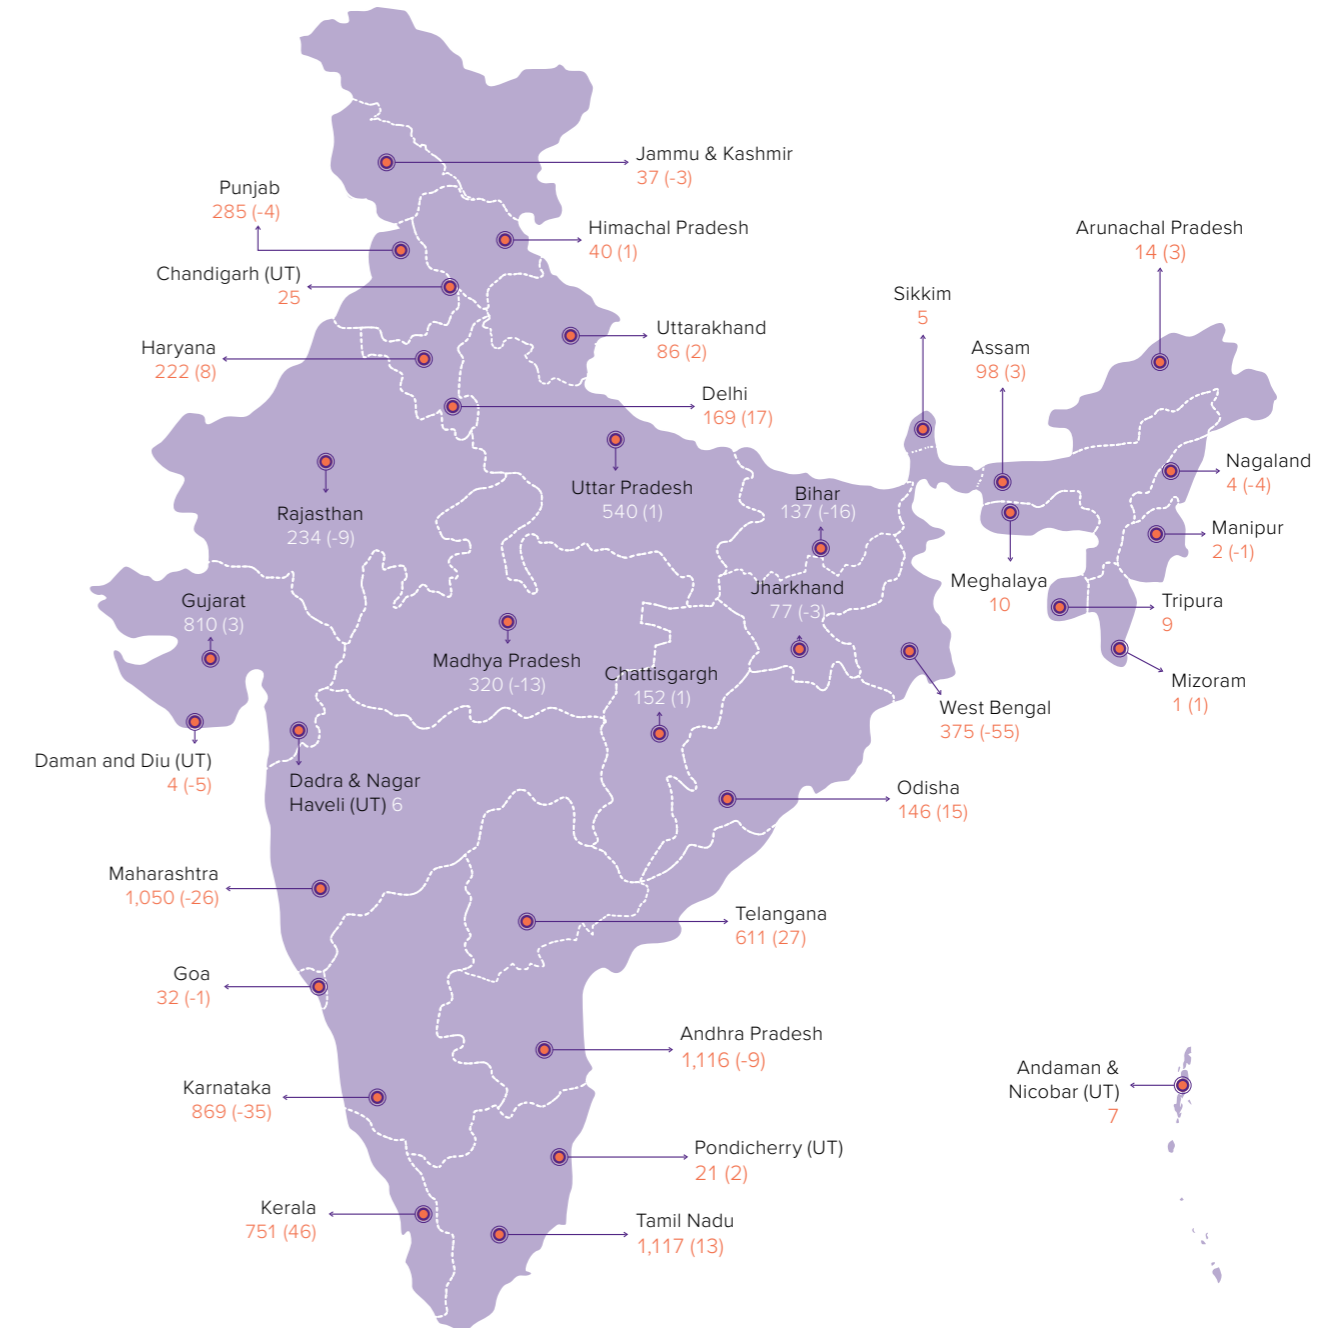 Jammu & Kashmir
37 (-3)
Punjab
285 (-4)
Himachal Pradesh
40 (1)
Arunachal Pradesh
14 (3)
Chandigarh (UT)
25
Sikkim
5
Uttarakhand
86 (2)
Haryana
222 (8)
Assam
98 (3)
Delhi
169 (17)
Nagaland
4 (-4)
Uttar Pradesh
540 (1)
Bihar
137 (-16)
Rajasthan
234 (-9)
Manipur
2 (-1)
Meghalaya
10
Jharkhand
77 (-3)
Gujarat
810 (3)
Tripura
9
Madhya Pradesh
320 (-13)
Chattisgargh
152 (1)
Mizoram
1 (1)
West Bengal
375 (-55)
Daman and Diu (UT)
4 (-5)
Dadra & Nagar
Haveli (UT) 6
Odisha
146 (15)
Maharashtra
1,050 (-26)
Telangana
611 (27)
Goa
32 (-1)
Andhra Pradesh
1,116 (-9)
Andaman &
Nicobar (UT)
7
Karnataka
869 (-35)
Pondicherry (UT)
21 (2)
Kerala
751 (46)
Tamil Nadu
1,117 (13)